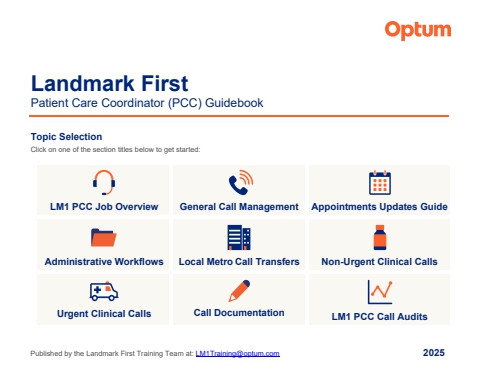 Optum
Landmark First
Patient Care Coordinator (PCC) Guidebook
Topic Selection
Click on one of the section titles below to get started:
LM1 PCC Job Overview
General Call Management
Appointments Updates Guide
Administrative Workflows
Local Metro Call Transfers
Non-Urgent Clinical Calls
Urgent Clinical Calls
Call Documentation
LM1 PCC Call Audits
Published by the Landmark First Training Team at: LM1Training@optum.com
2025